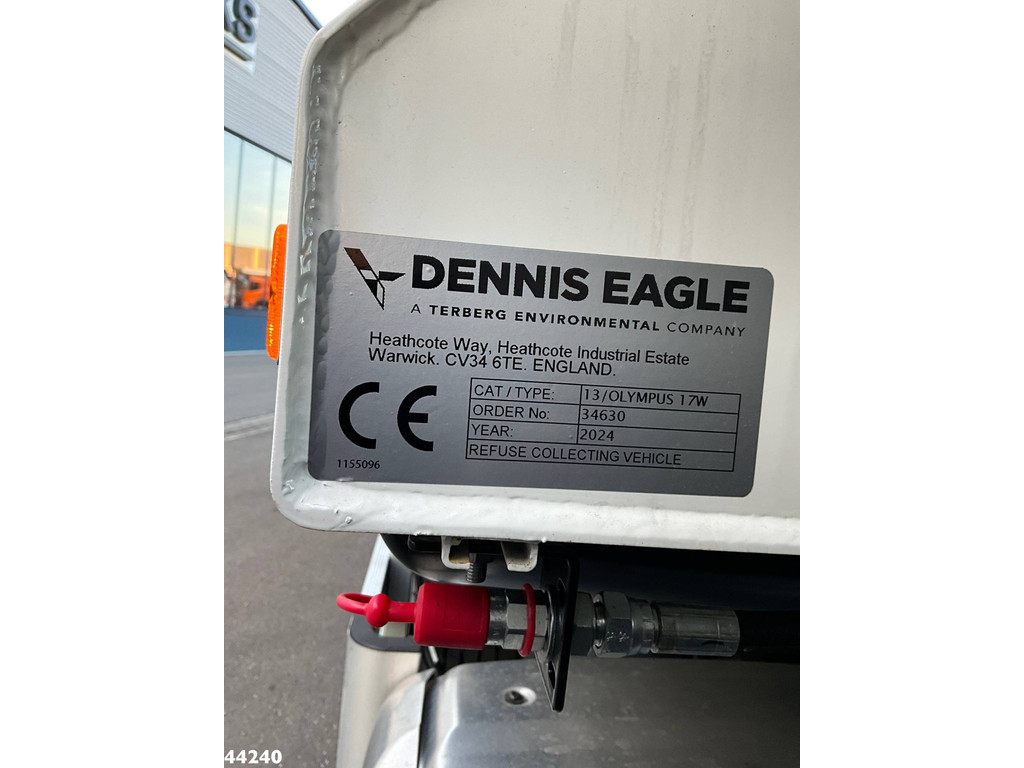 DENNIS EAGLE
A TERBERG ENVIRONMENTAL COMPANY
Heathcote Way, Heathcote Industrial Estate
Warwick. CV34 6TE. ENGLAND.
CE
CAT / TYPE: 13/OLYMPUS 17W
ORDER No: 34630
YEAR: 2024
REFUSE COLLECTING VEHICLE
1155096
44240